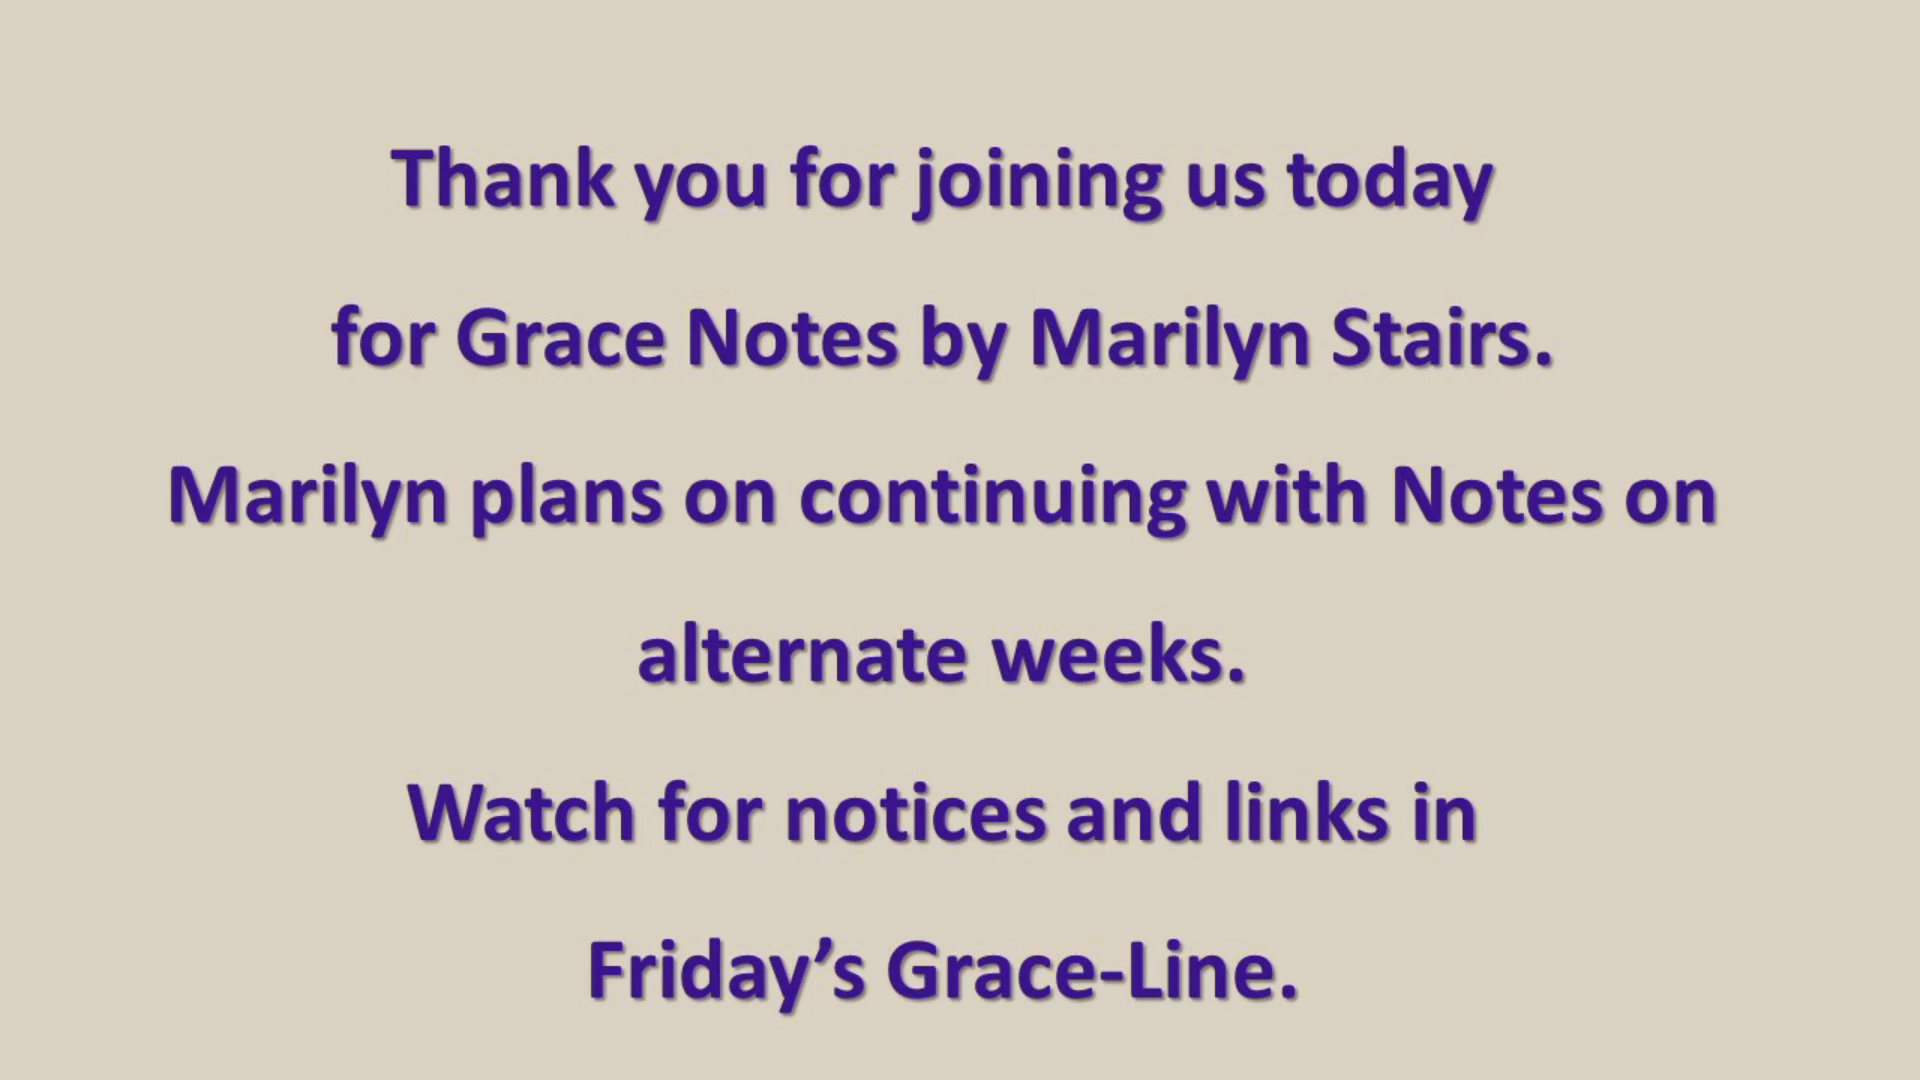 Thank you for joining us today
for Grace Notes by Marilyn Stairs.
Marilyn plans on continuing with Notes on
alternate weeks.
Watch for notices and links in
Friday’s Grace-Line.